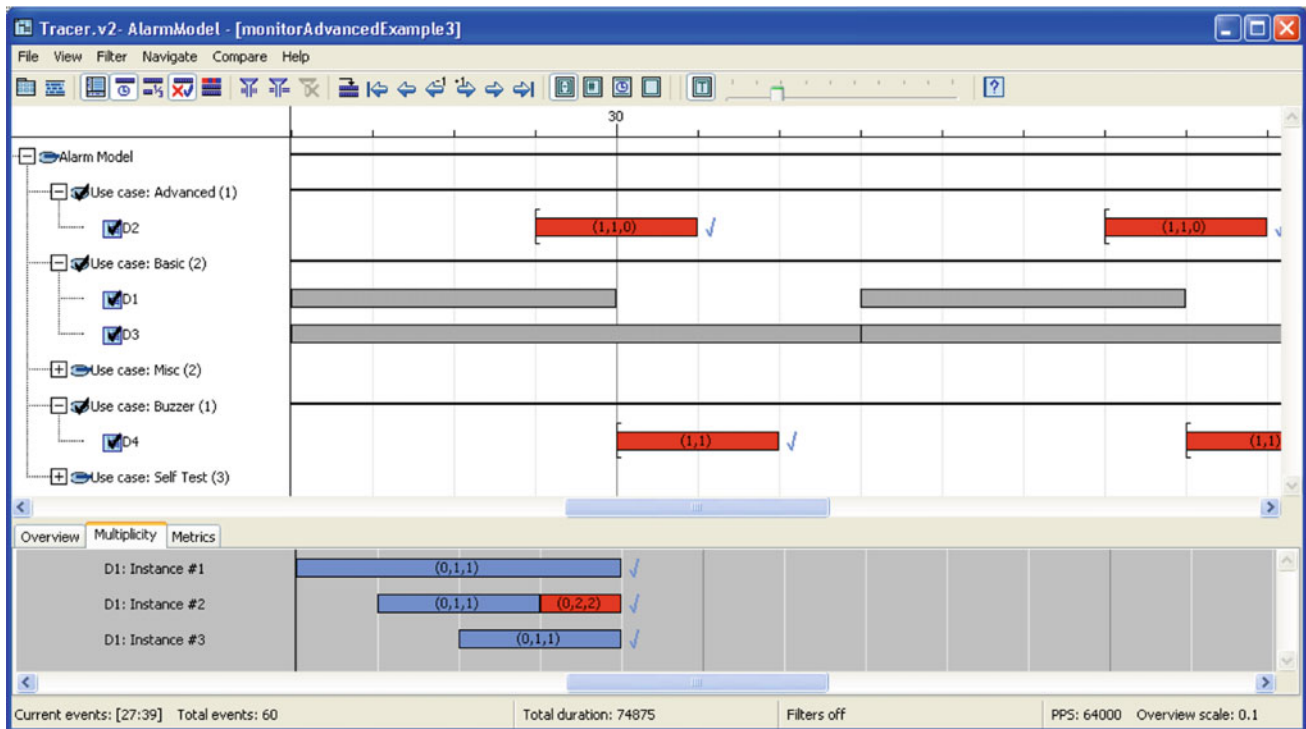 Tracer.v2- AlarmModel - [monitorAdvancedExample3]
File View Filter Navigate Compare Help
30
Alarm Model
Use case: Advanced (1)
D2 (1,1,0) (1,1,0)
Use case: Basic (2)
D1
D3
Use case: Misc (2)
Use case: Buzzer (1)
D4 (1,1) (1,1)
Use case: Self Test (3)
Overview Multiplicity Metrics
D1: Instance #1 (0,1,1)
D1: Instance #2 (0,1,1) (0,2,2)
D1: Instance #3 (0,1,1)
Current events: [27:39] Total events: 60 Total duration: 74875 Filters off PPS: 64000 Overview scale: 0.1